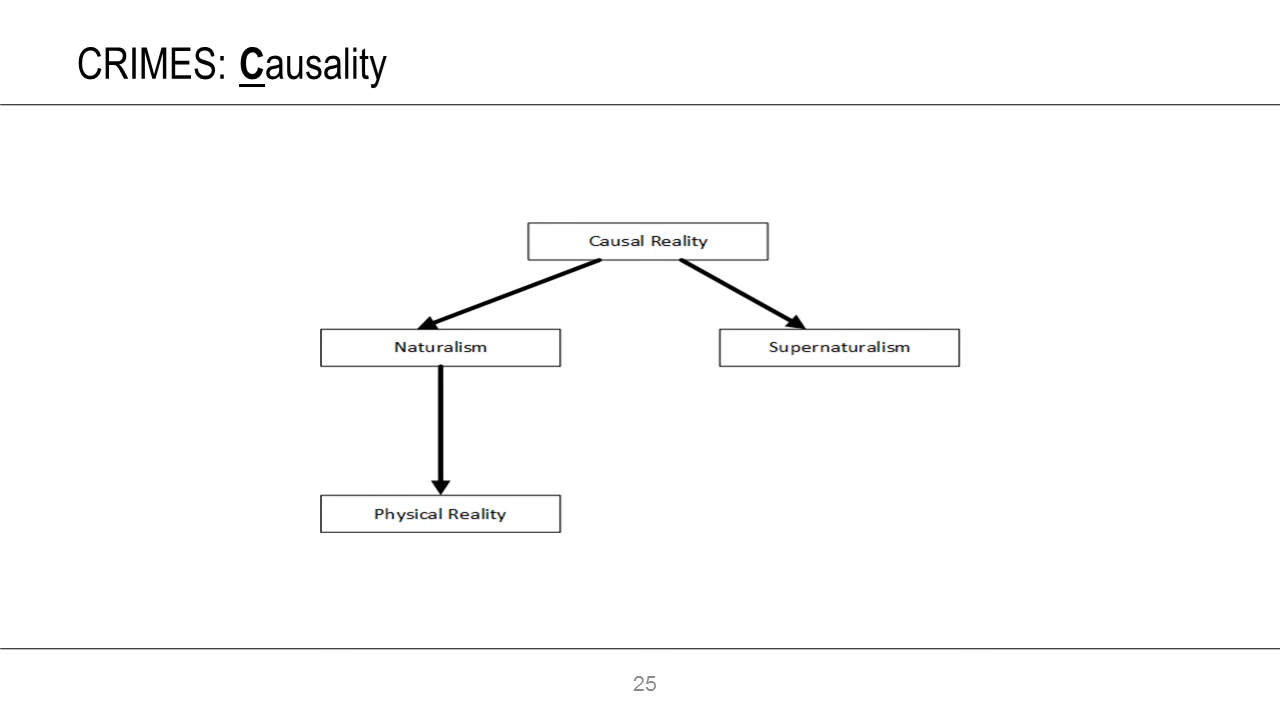 CRIMES: Causality
Causal Reality
Naturalism
Supernaturalism
Physical Reality
25